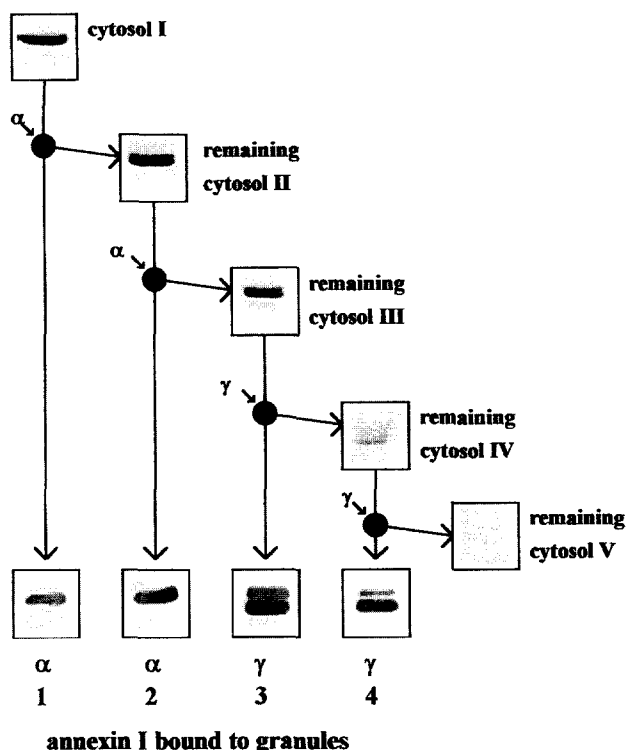 cytosol I
α
remaining
cytosol II
α
remaining
cytosol III
γ
remaining
cytosol IV
γ
remaining
cytosol V
α α γ γ
1 2 3 4
annexin I bound to granules